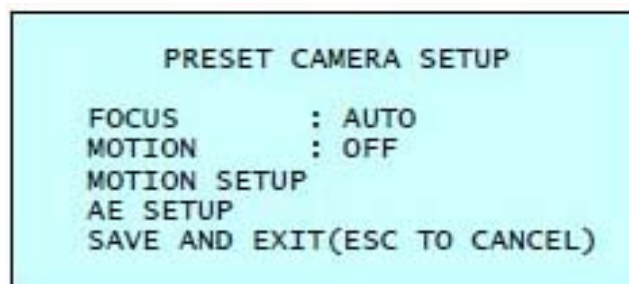 PRESET CAMERA SETUP
FOCUS : AUTO
MOTION : OFF
MOTION SETUP
AE SETUP
SAVE AND EXIT(ESC TO CANCEL)